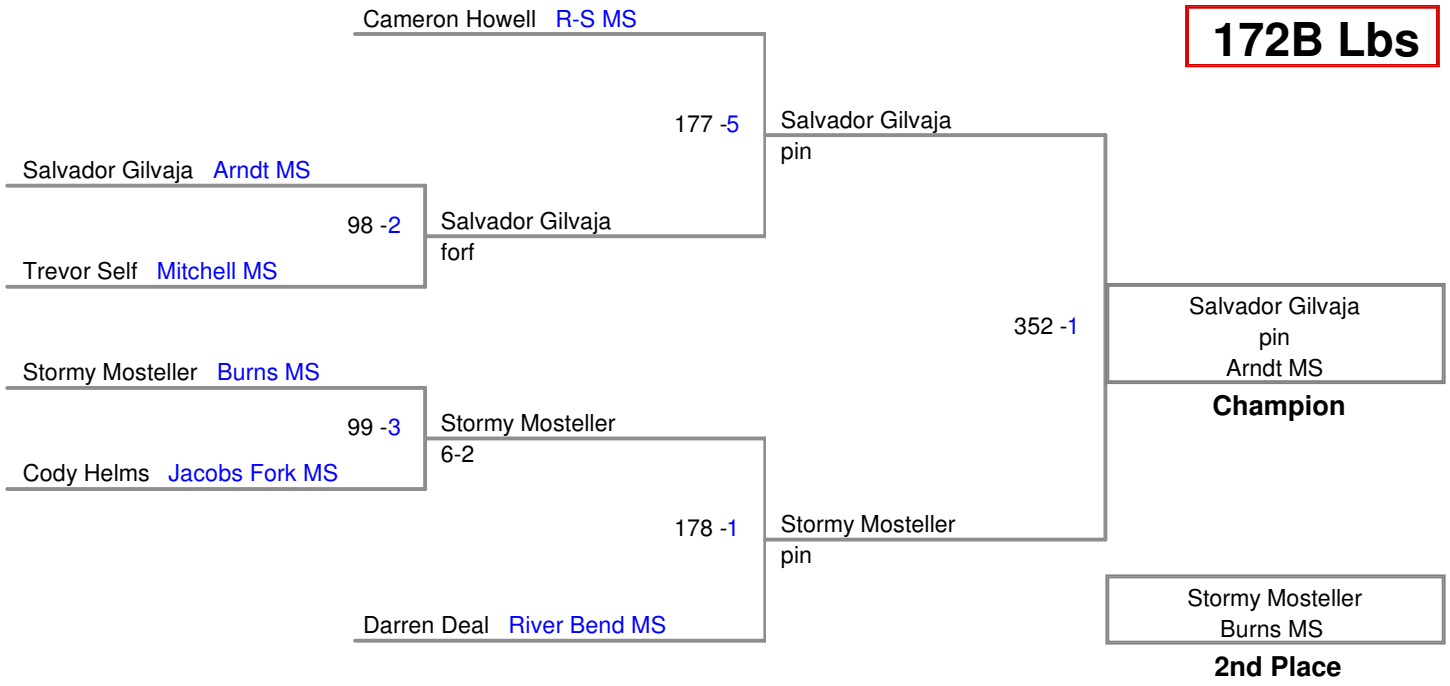 Cameron Howell R-S MS
172B Lbs
177 -5
Salvador Gilvaja
pin
Salvador Gilvaja Arndt MS
98 -2
Salvador Gilvaja
forf
Trevor Self Mitchell MS
352 -1
Salvador Gilvaja
pin
Arndt MS
Champion
Stormy Mosteller Burns MS
99 -3
Stormy Mosteller
6-2
Cody Helms Jacobs Fork MS
178 -1
Stormy Mosteller
pin
Darren Deal River Bend MS
Stormy Mosteller
Burns MS
2nd Place